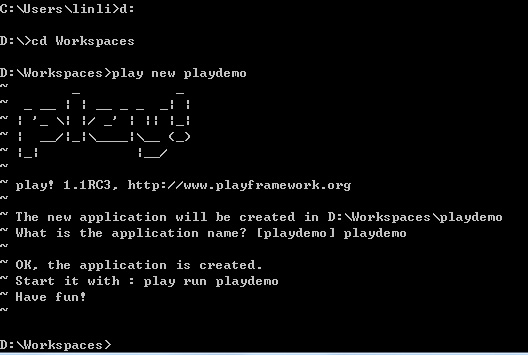 C:\Users\linli>d:
D:\>cd Workspaces
D:\Workspaces>play new playdemo
~        _            _
~  _ __ | | __ _ _  _| |
~ | '_ \| |/ _' | || |_|
~ |  __/|_|\____|\__ (_)
~ |_|            |__/
~
~ play! 1.1RC3, http://www.playframework.org
~
~ The new application will be created in D:\Workspaces\playdemo
~ What is the application name? [playdemo] playdemo
~
~ OK, the application is created.
~ Start it with : play run playdemo
~ Have fun!
~
D:\Workspaces>